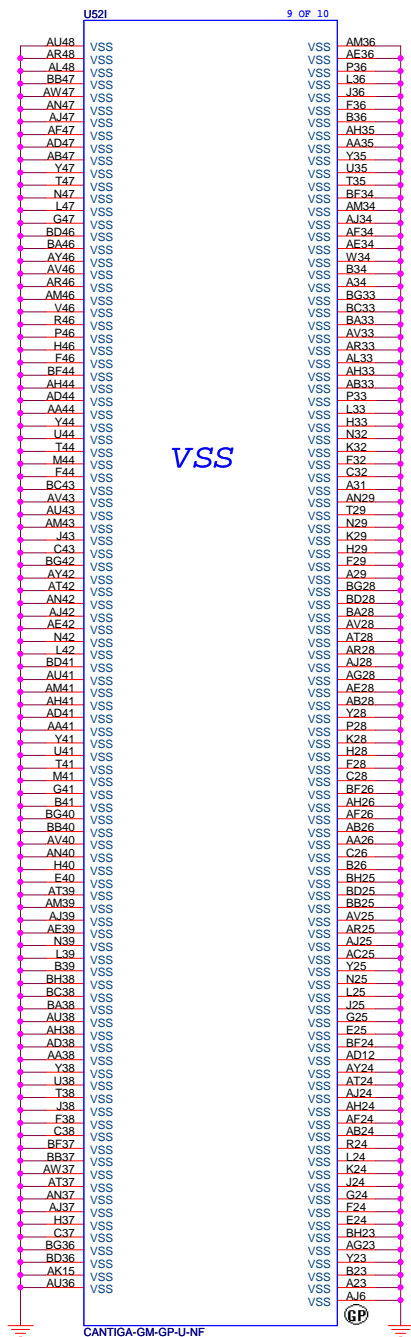 U52I 9 OF 10
AU48 VSS VSS AM36
AR48 VSS VSS AE36
AL48 VSS VSS P36
BB47 VSS VSS L36
AW47 VSS VSS J36
AN47 VSS VSS F36
AJ47 VSS VSS B36
AF47 VSS VSS AH35
AD47 VSS VSS AA35
AB47 VSS VSS Y35
Y47 VSS VSS U35
T47 VSS VSS T35
N47 VSS VSS BF34
L47 VSS VSS AM34
G47 VSS VSS AJ34
BD46 VSS VSS AF34
BA46 VSS VSS AE34
AY46 VSS VSS W34
AV46 VSS VSS B34
AR46 VSS VSS A34
AM46 VSS VSS BG33
V46 VSS VSS BC33
R46 VSS VSS BA33
P46 VSS VSS AV33
H46 VSS VSS AR33
F46 VSS VSS AL33
BF44 VSS VSS AH33
AH44 VSS VSS AB33
AD44 VSS VSS P33
AA44 VSS VSS L33
Y44 VSS VSS H33
U44 VSS VSS N32
T44 VSS VSS K32
VSS
M44 VSS VSS F32
F44 VSS VSS C32
BC43 VSS VSS A31
AV43 VSS VSS AN29
AU43 VSS VSS T29
AM43 VSS VSS N29
J43 VSS VSS K29
C43 VSS VSS H29
BG42 VSS VSS F29
AY42 VSS VSS A29
AT42 VSS VSS BG28
AN42 VSS VSS BD28
AJ42 VSS VSS BA28
AE42 VSS VSS AV28
N42 VSS VSS AT28
L42 VSS VSS AR28
BD41 VSS VSS AJ28
AU41 VSS VSS AG28
AM41 VSS VSS AE28
AH41 VSS VSS AB28
AD41 VSS VSS Y28
AA41 VSS VSS P28
Y41 VSS VSS K28
U41 VSS VSS H28
T41 VSS VSS F28
M41 VSS VSS C28
G41 VSS VSS BF26
B41 VSS VSS AH26
BG40 VSS VSS AF26
BB40 VSS VSS AB26
AV40 VSS VSS AA26
AN40 VSS VSS C26
H40 VSS VSS B26
E40 VSS VSS BH25
AT39 VSS VSS BD25
AM39 VSS VSS BB25
AJ39 VSS VSS AV25
AE39 VSS VSS AR25
N39 VSS VSS AJ25
L39 VSS VSS AC25
B39 VSS VSS Y25
BH38 VSS VSS N25
BC38 VSS VSS L25
BA38 VSS VSS J25
AU38 VSS VSS G25
AH38 VSS VSS E25
AD38 VSS VSS BF24
AA38 VSS VSS AD12
Y38 VSS VSS AY24
U38 VSS VSS AT24
T38 VSS VSS AJ24
J38 VSS VSS AH24
F38 VSS VSS AF24
C38 VSS VSS AB24
BF37 VSS VSS R24
BB37 VSS VSS L24
AW37 VSS VSS K24
AT37 VSS VSS J24
AN37 VSS VSS G24
AJ37 VSS VSS F24
H37 VSS VSS E24
C37 VSS VSS BH23
BG36 VSS VSS AG23
BD36 VSS VSS Y23
AK15 VSS VSS B23
AU36 VSS VSS A23
VSS AJ6
GP
CANTIGA-GM-GP-U-NF